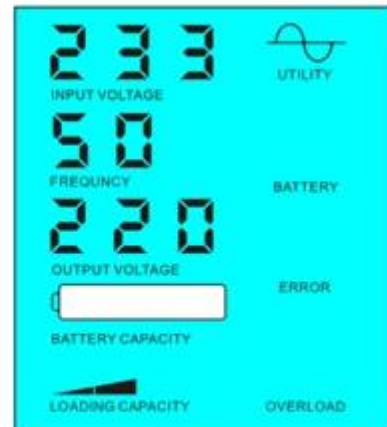 233
UTILITY
INPUT VOLTAGE
50
FREQUNCY
BATTERY
220
OUTPUT VOLTAGE
ERROR
BATTERY CAPACITY
LOADING CAPACITY
OVERLOAD